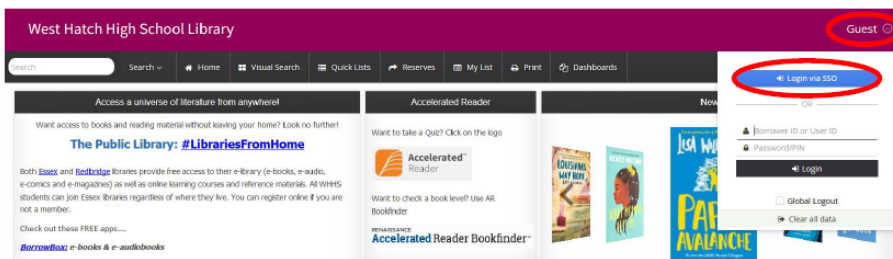 West Hatch High School Library
Guest
Search
Search
Home
Visual Search
Quick Lists
Reserves
My List
Print
Dashboards
Login via SSO
OR
Borrower ID or User ID
Password/PIN
Login
Global Logout
Clear all data
Access a universe of literature from anywhere!
Want access to books and reading material without leaving your home? Look no further!
The Public Library: #LibrariesFromHome
Both Essex and Redbridge libraries provide free access to their e-library (e-books, e-audio,
e-comics and e-magazines) as well as online learning courses and reference materials. All WHHS
students can join Essex libraries regardless of where they live. You can register online if you are
not a member.
Check out these FREE apps.....
BorrowBox: e-books & e-audiobooks
Accelerated Reader
Want to take a Quiz? Click on the logo
Accelerated™
Reader
Want to check a book level? Use AR
Bookfinder
RENAISSANCE
Accelerated Reader Bookfinder™
New
LOUISIANA'S
WAY HOME
AVALANCHE